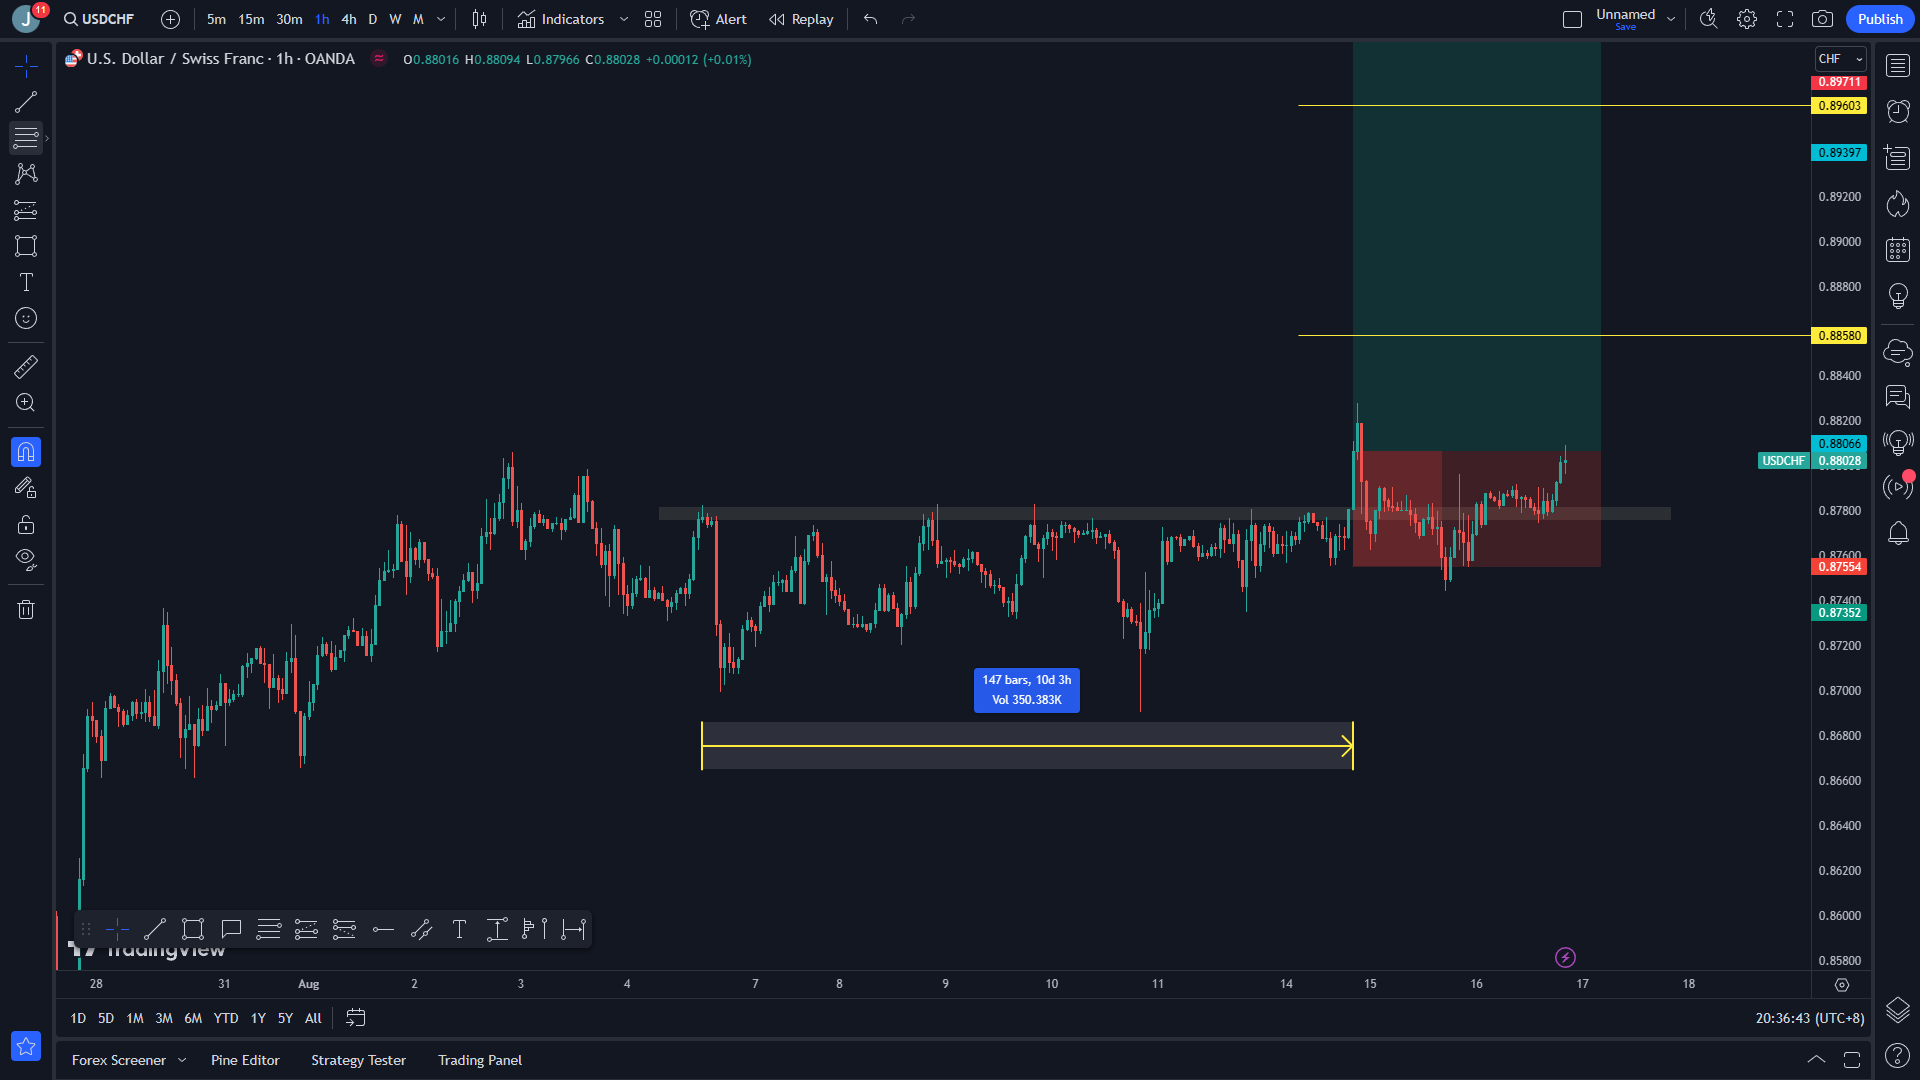 J
11
USDCHF
5m 15m 30m 1h 4h D W M
Indicators
Alert
Replay
Unnamed
Save
Publish
U.S. Dollar / Swiss Franc · 1h · OANDA
O0.88016 H0.88094 L0.87966 C0.88028 +0.00012 (+0.01%)
CHF
0.89711
0.89603
0.89397
0.89200
0.89000
0.88800
0.88580
0.88400
0.88200
0.88066
USDCHF 0.88028
0.87800
0.87600
0.87554
0.87400
0.87352
0.87200
0.87000
0.86800
0.86600
0.86400
0.86200
0.86000
0.85800
147 bars, 10d 3h
Vol 350.383K
T
T
TradingView
28 31 Aug 2 3 4 7 8 9 10 11 14 15 16 17 18
1D 5D 1M 3M 6M YTD 1Y 5Y All
20:36:43 (UTC+8)
Forex Screener
Pine Editor
Strategy Tester
Trading Panel